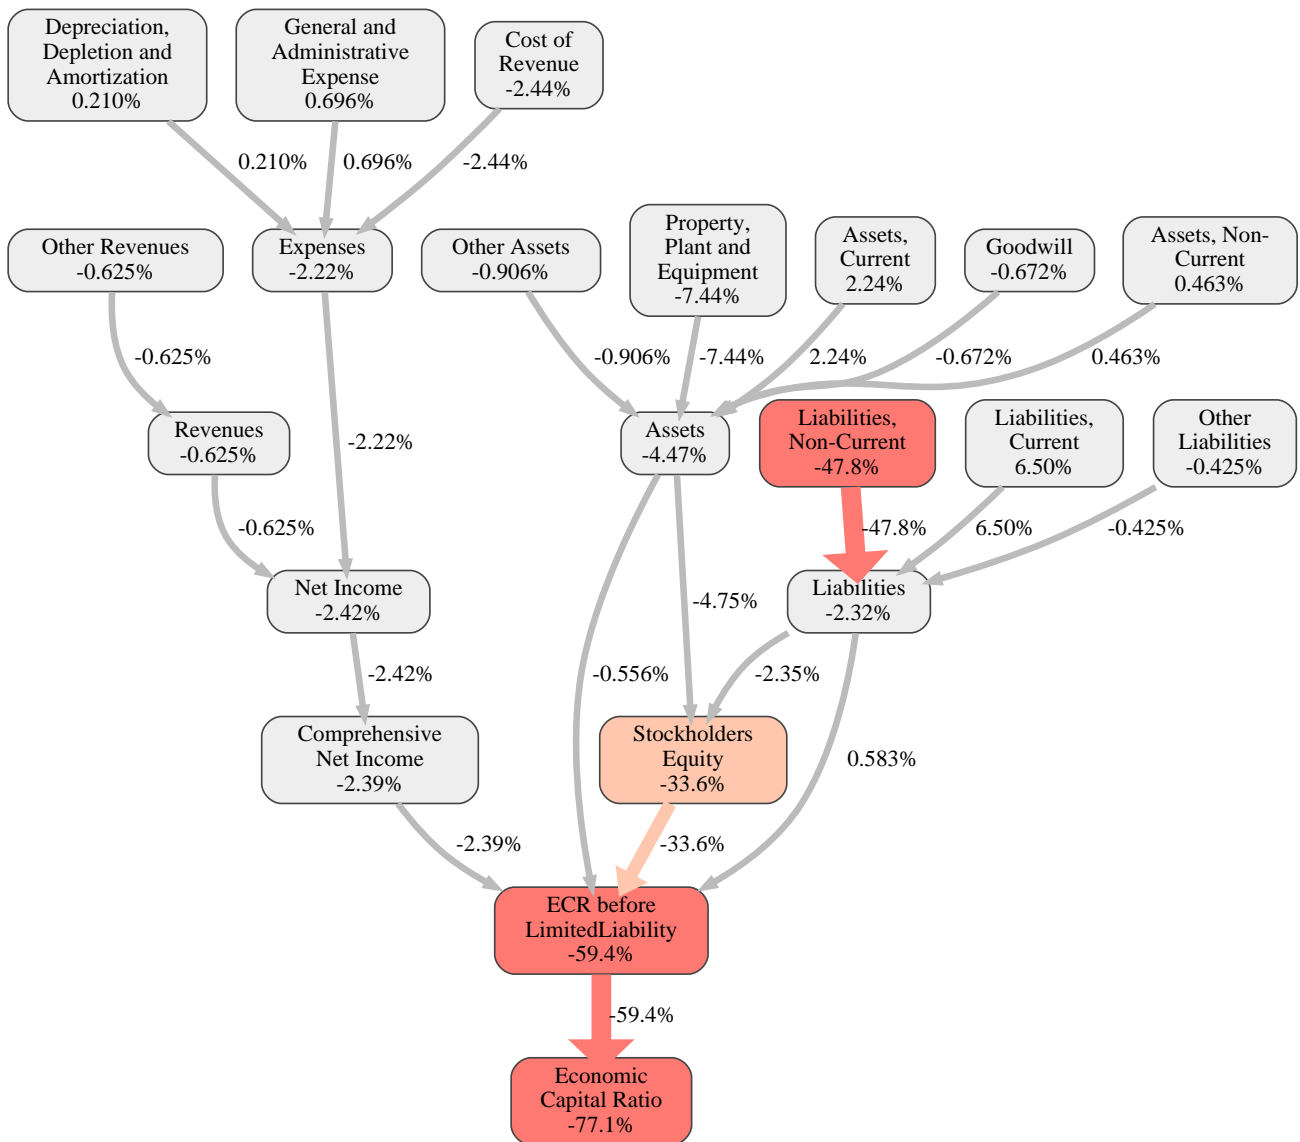 Depreciation,
Depletion and
Amortization
0.210%
General and
Administrative
Expense
0.696%
Cost of
Revenue
-2.44%
0.210%
0.696%
-2.44%
Other Revenues
-0.625%
Expenses
-2.22%
Other Assets
-0.906%
Property,
Plant and
Equipment
-7.44%
Assets,
Current
2.24%
Goodwill
-0.672%
Assets, Non-
Current
0.463%
-0.625%
-0.906%
-7.44%
2.24%
-0.672%
0.463%
Revenues
-0.625%
-2.22%
Assets
-4.47%
Liabilities,
Non-Current
-47.8%
Liabilities,
Current
6.50%
Other
Liabilities
-0.425%
-0.625%
-47.8%
6.50%
-0.425%
Net Income
-2.42%
-4.75%
Liabilities
-2.32%
-2.42%
-0.556%
-2.35%
Comprehensive
Net Income
-2.39%
Stockholders
Equity
-33.6%
0.583%
-2.39%
-33.6%
ECR before
LimitedLiability
-59.4%
-59.4%
Economic
Capital Ratio
-77.1%